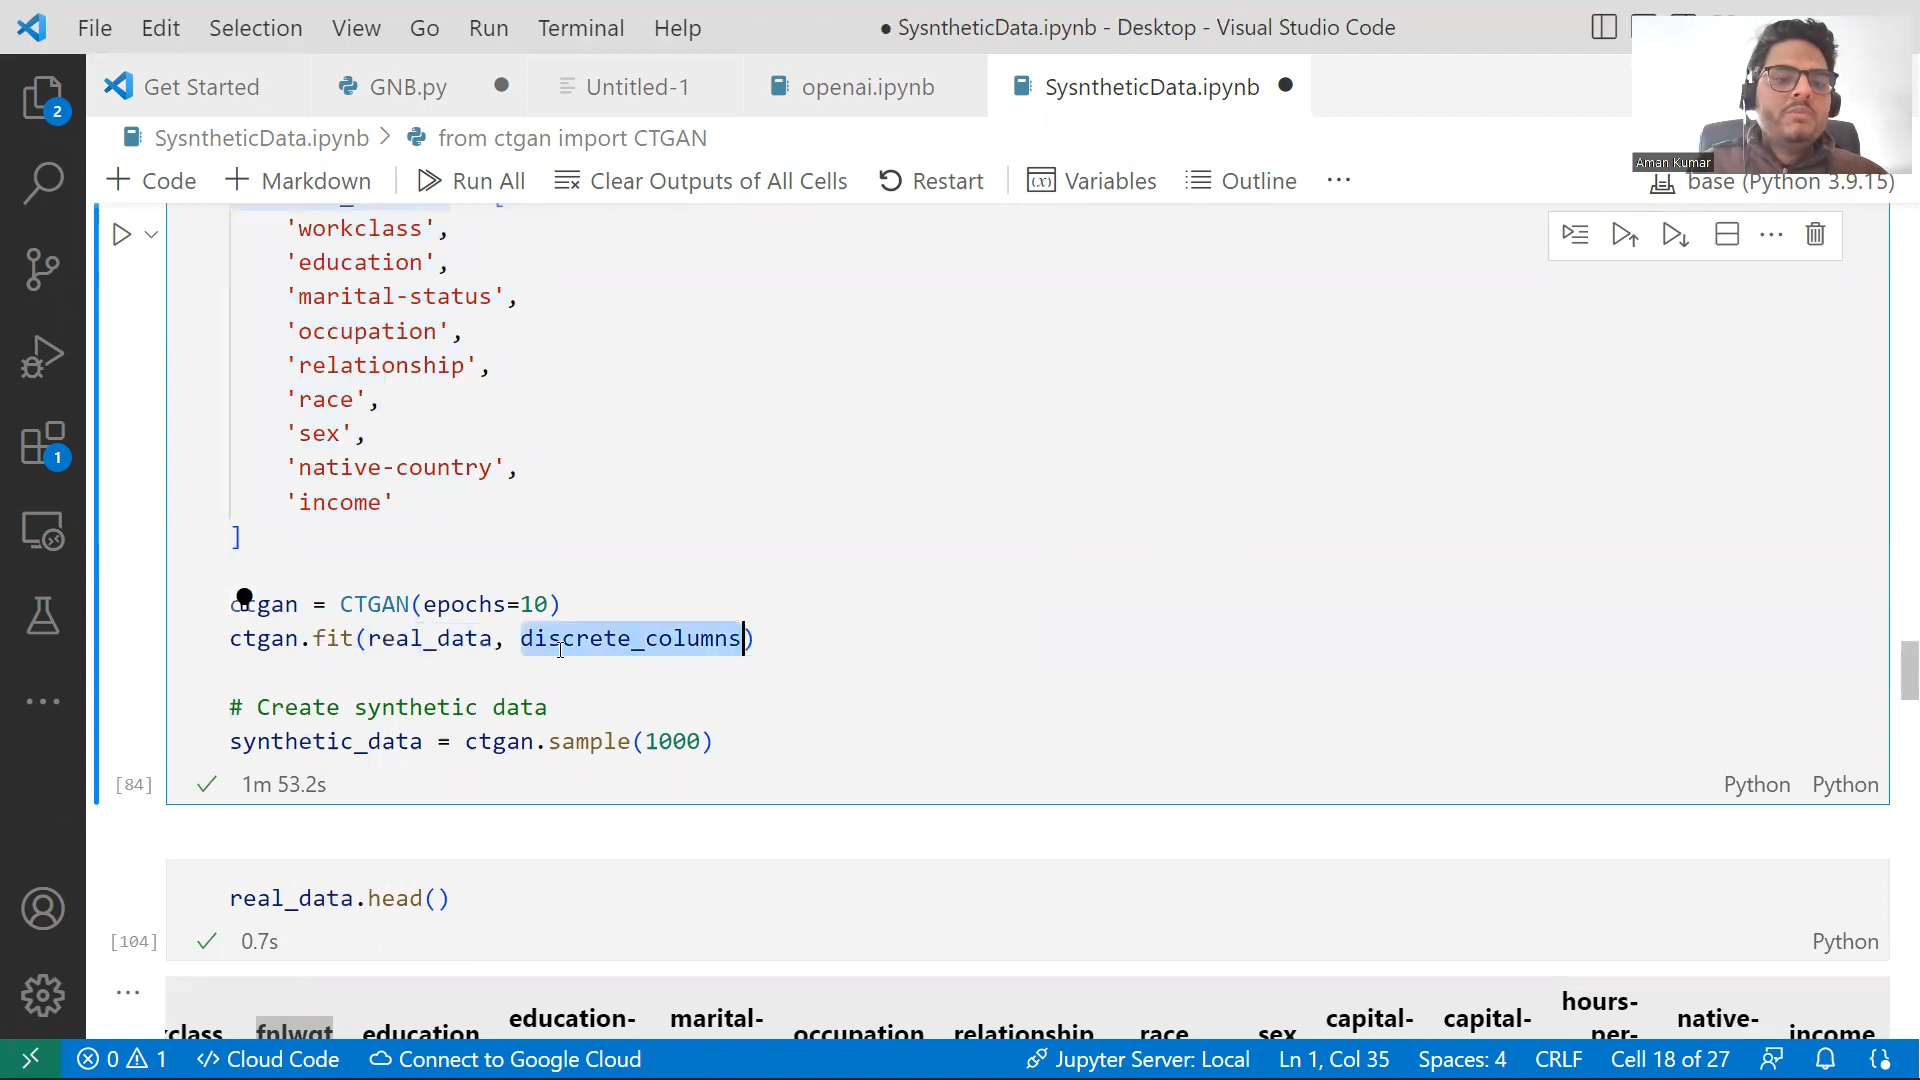 File Edit Selection View Go Run Terminal Help
● SysntheticData.ipynb - Desktop - Visual Studio Code
Get Started GNB.py Untitled-1 openai.ipynb SysntheticData.ipynb
SysntheticData.ipynb > from ctgan import CTGAN
+ Code + Markdown Run All Clear Outputs of All Cells Restart Variables Outline ...
base (Python 3.9.15)
Aman Kumar
2
1
'workclass',
'education',
'marital-status',
'occupation',
'relationship',
'race',
'sex',
'native-country',
'income'
]
ctgan = CTGAN(epochs=10)
ctgan.fit(real_data, discrete_columns)
# Create synthetic data
synthetic_data = ctgan.sample(1000)
[84] 1m 53.2s Python Python
real_data.head()
[104] 0.7s Python
fnlwgt education education- marital- occupation relationship race sex capital- capital- hours-per- native- income
0 1 Cloud Code Connect to Google Cloud Jupyter Server: Local Ln 1, Col 35 Spaces: 4 CRLF Cell 18 of 27